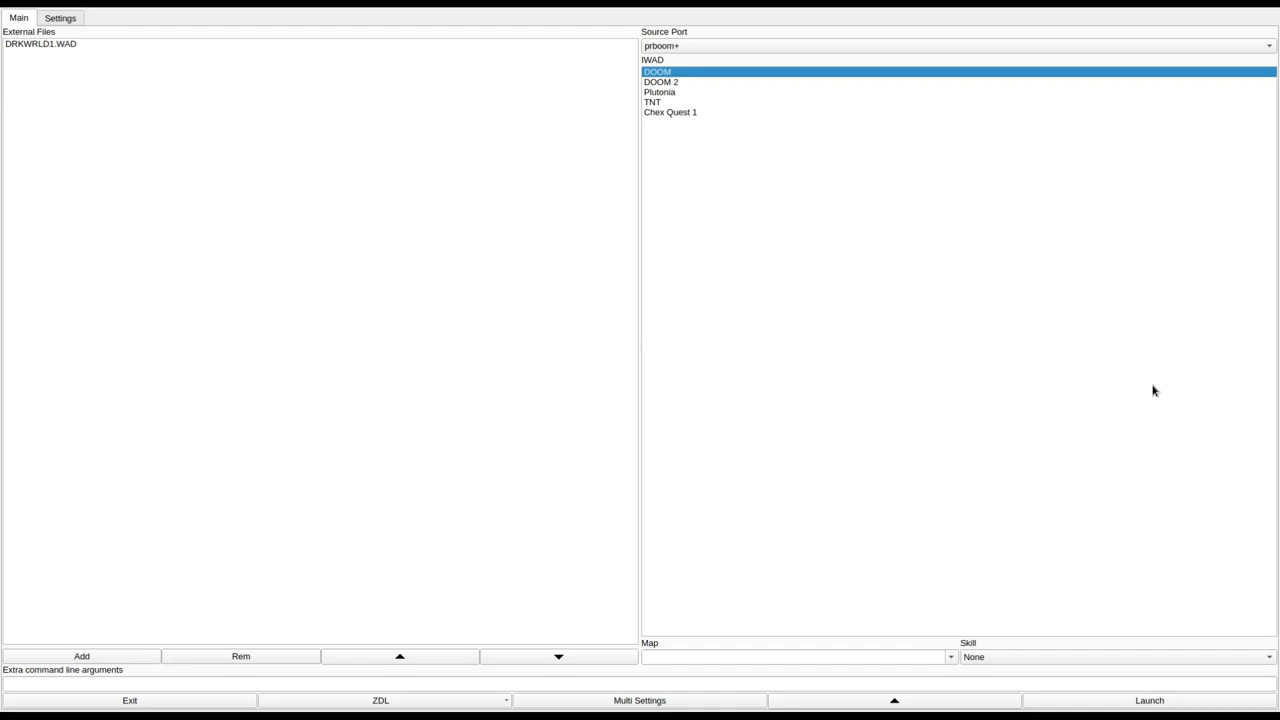 Main Settings
External Files
DRKWRLD1.WAD
Source Port
prboom+
IWAD
DOOM
DOOM 2
Plutonia
TNT
Chex Quest 1
Map Skill
None
Add Rem
Extra command line arguments
Exit ZDL Multi Settings Launch